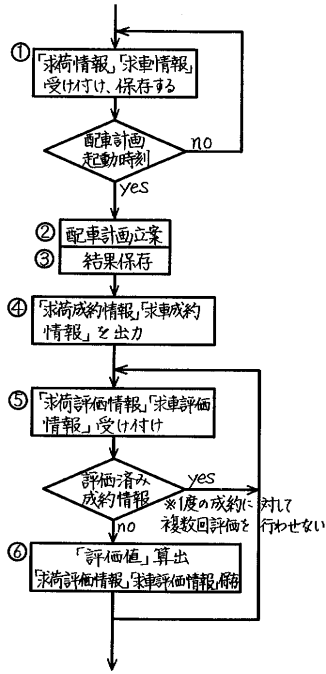 ①
「求荷情報」「求車情報」
受け付け、保存する
配車計画
起動時刻
no
yes
②
配車計画立案
③
結果保存
④
「求荷成約情報」「求車成約
情報」を出力
⑤
「求荷評価情報」「求車評価
情報」受け付け
評価済み
成約情報
yes
※1度の成約に対して
複数回評価を行わせない
no
⑥
「評価値」算出
「求荷評価情報」「求車評価情報」保存